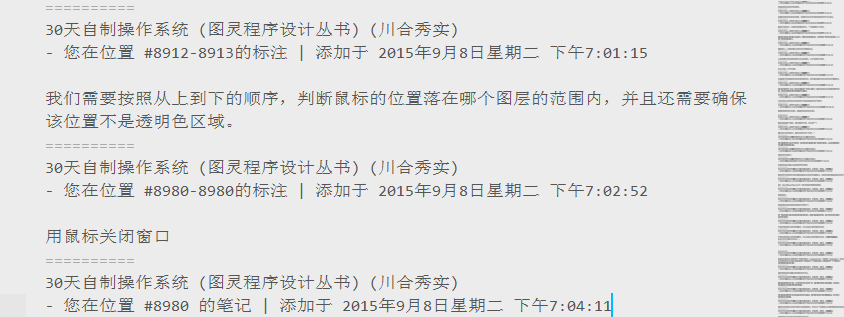 ==========
30天自制操作系统 (图灵程序设计丛书) (川合秀实)
- 您在位置 #8912-8913的标注 | 添加于 2015年9月8日星期二 下午7:01:15
我们需要按照从上到下的顺序，判断鼠标的位置落在哪个图层的范围内，并且还需要确保
该位置不是透明色区域。
==========
30天自制操作系统 (图灵程序设计丛书) (川合秀实)
- 您在位置 #8980-8980的标注 | 添加于 2015年9月8日星期二 下午7:02:52
用鼠标关闭窗口
==========
30天自制操作系统 (图灵程序设计丛书) (川合秀实)
- 您在位置 #8980 的笔记 | 添加于 2015年9月8日星期二 下午7:04:11